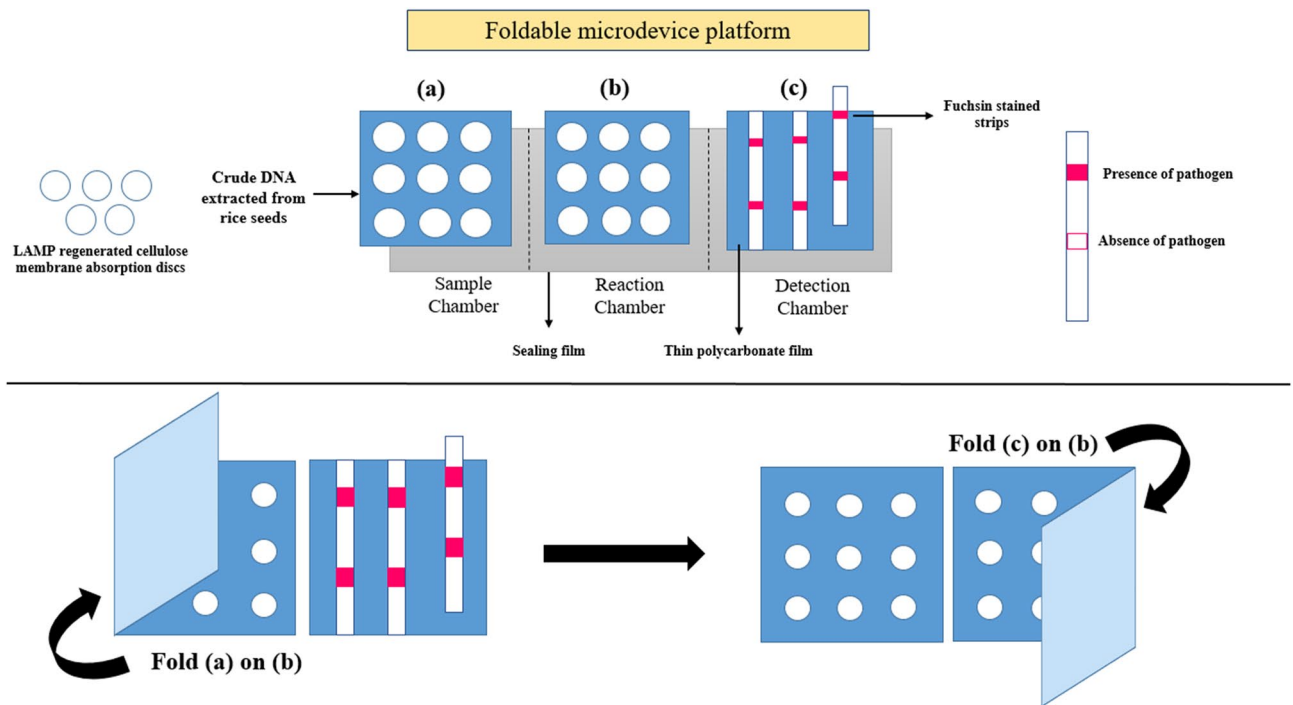 Foldable microdevice platform
(a)
(b)
(c)
Fuchsin stained
strips
Crude DNA
extracted from
rice seeds
LAMP regenerated cellulose
membrane absorption discs
Presence of pathogen
Absence of pathogen
Sample
Chamber
Reaction
Chamber
Detection
Chamber
Sealing film
Thin polycarbonate film
Fold (a) on (b)
Fold (c) on (b)